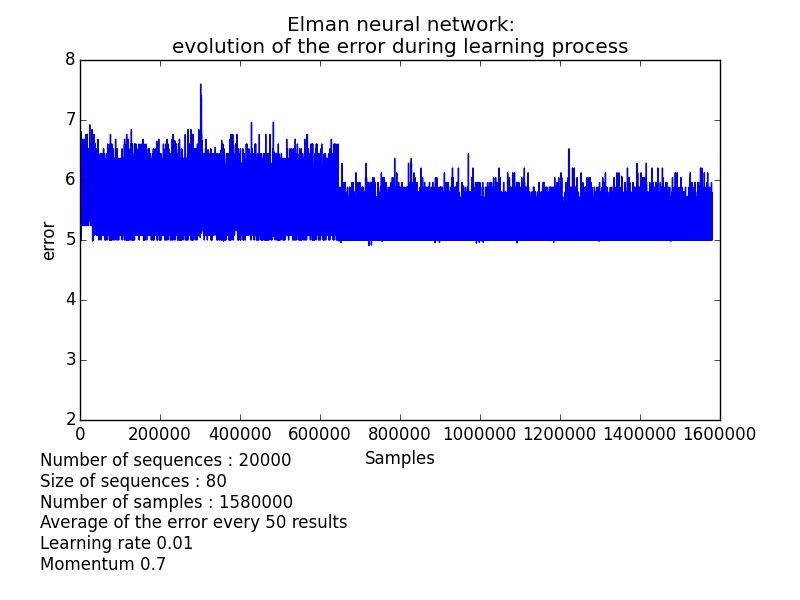 Elman neural network:
evolution of the error during learning process
8
7
6
5
4
3
2
error
0 200000 400000 600000 800000 1000000 1200000 1400000 1600000
Samples
Number of sequences : 20000
Size of sequences : 80
Number of samples : 1580000
Average of the error every 50 results
Learning rate 0.01
Momentum 0.7